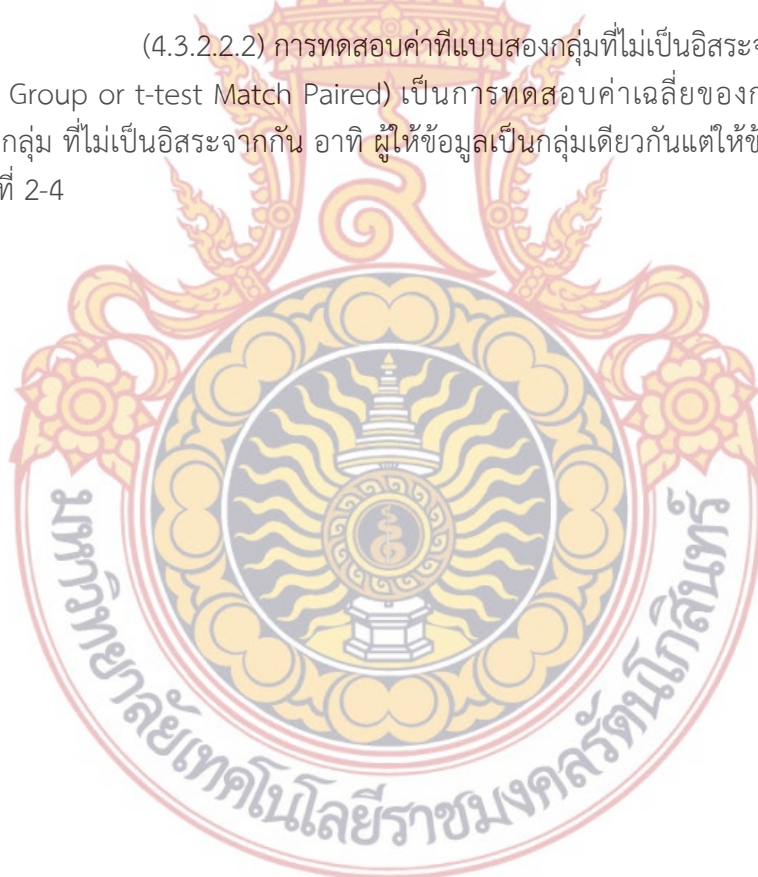 (4.3.2.2.2) การทดสอบค่าทีแบบสองกลุ่มที่ไม่เป็นอิสระจ
Group or t-test Match Paired) เป็นการทดสอบค่าเฉลี่ยของก
กลุ่ม ที่ไม่เป็นอิสระจากกัน อาทิ ผู้ให้ข้อมูลเป็นกลุ่มเดียวกันแต่ให้ข้
ที่ 2-4
มหาวิทยาลัยเทคโนโลยีราชมงคลรัตนโกสินทร์